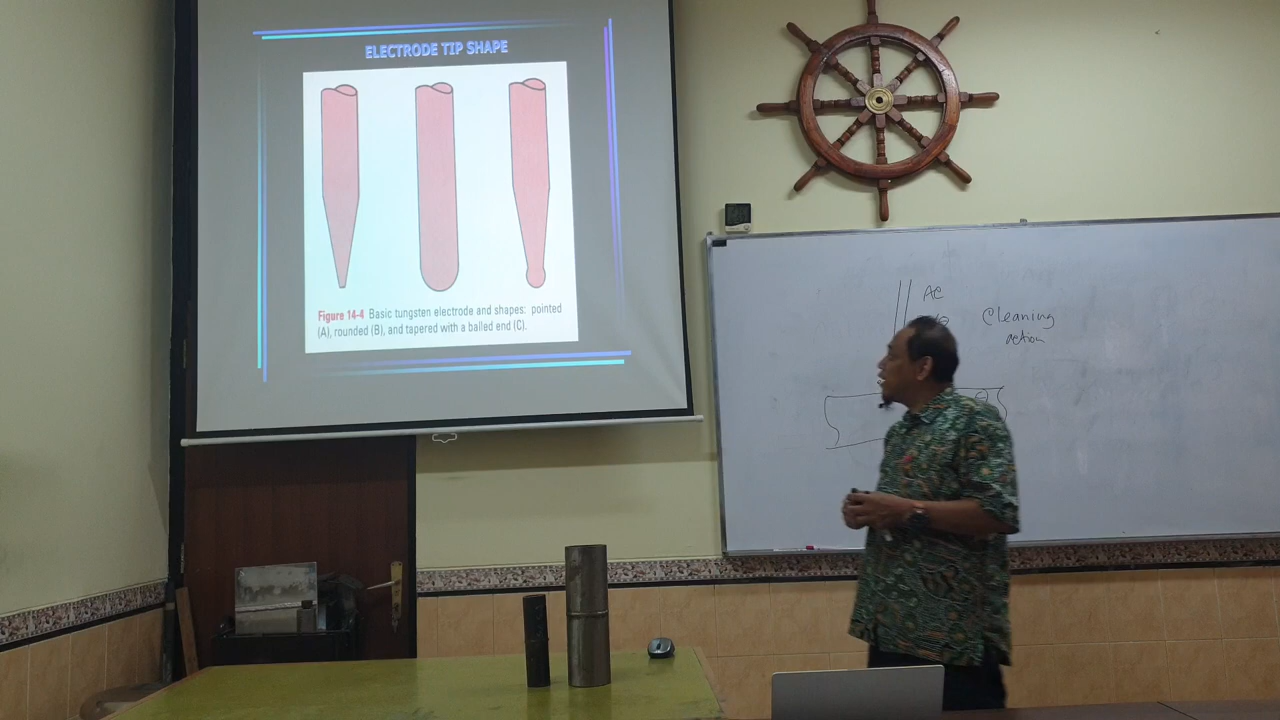 ELECTRODE TIP SHAPE
Figure 14-4 Basic tungsten electrode and shapes: pointed
(A), rounded (B), and tapered with a balled end (C).
AC
Cleaning
action